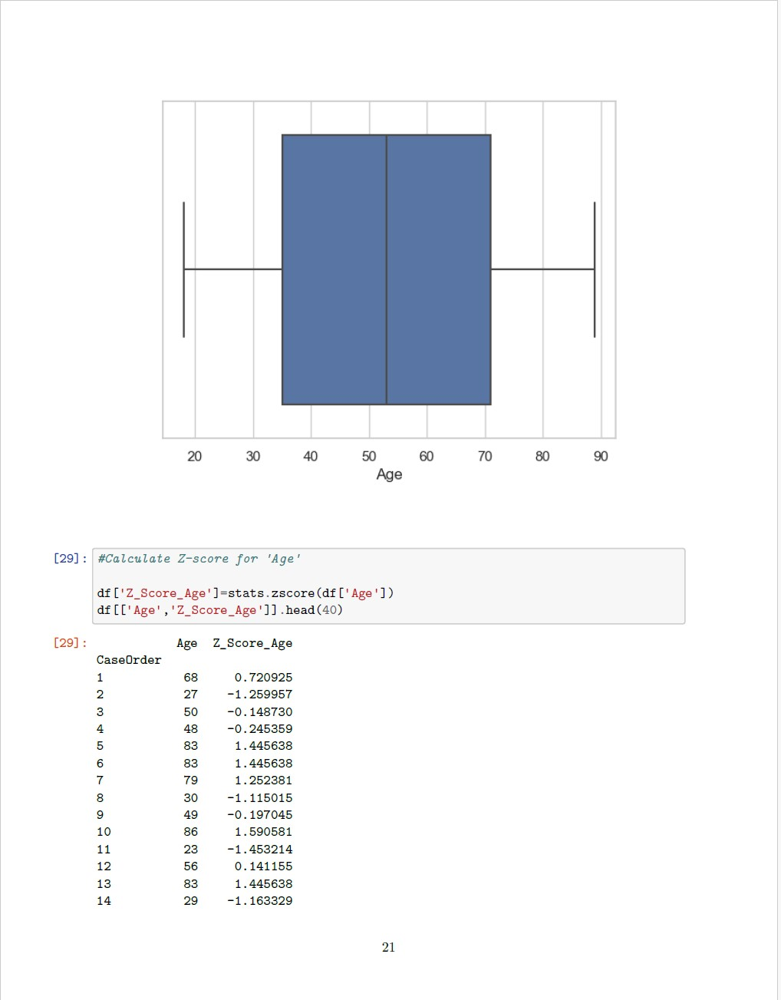 20 30 40 50 60 70 80 90
Age
[29]: #Calculate Z-score for 'Age'
df['Z_Score_Age']=stats.zscore(df['Age'])
df[['Age','Z_Score_Age']].head(40)
[29]: Age Z_Score_Age
CaseOrder
1 68 0.720925
2 27 -1.259957
3 50 -0.148730
4 48 -0.245359
5 83 1.445638
6 83 1.445638
7 79 1.252381
8 30 -1.115015
9 49 -0.197045
10 86 1.590581
11 23 -1.453214
12 56 0.141155
13 83 1.445638
14 29 -1.163329
21